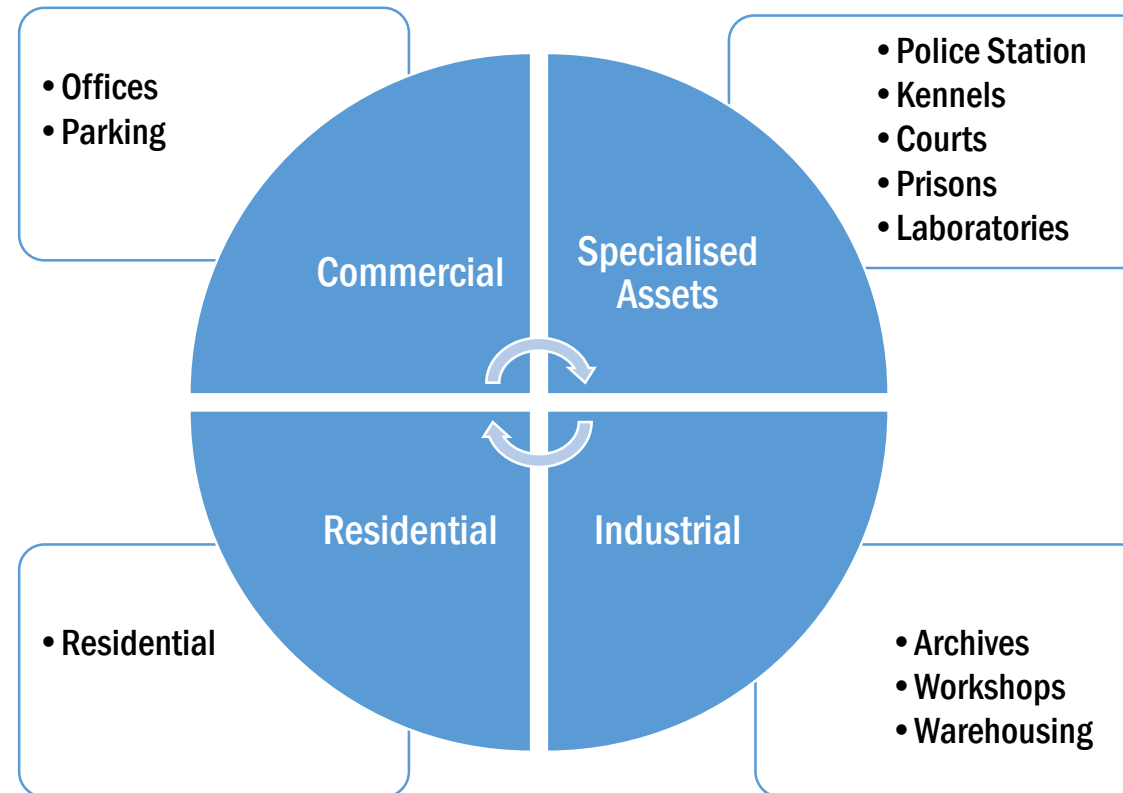 • Offices
• Parking
• Police Station
• Kennels
• Courts
• Prisons
• Laboratories
Commercial
Specialised
Assets
Residential
Industrial
• Residential
• Archives
• Workshops
• Warehousing